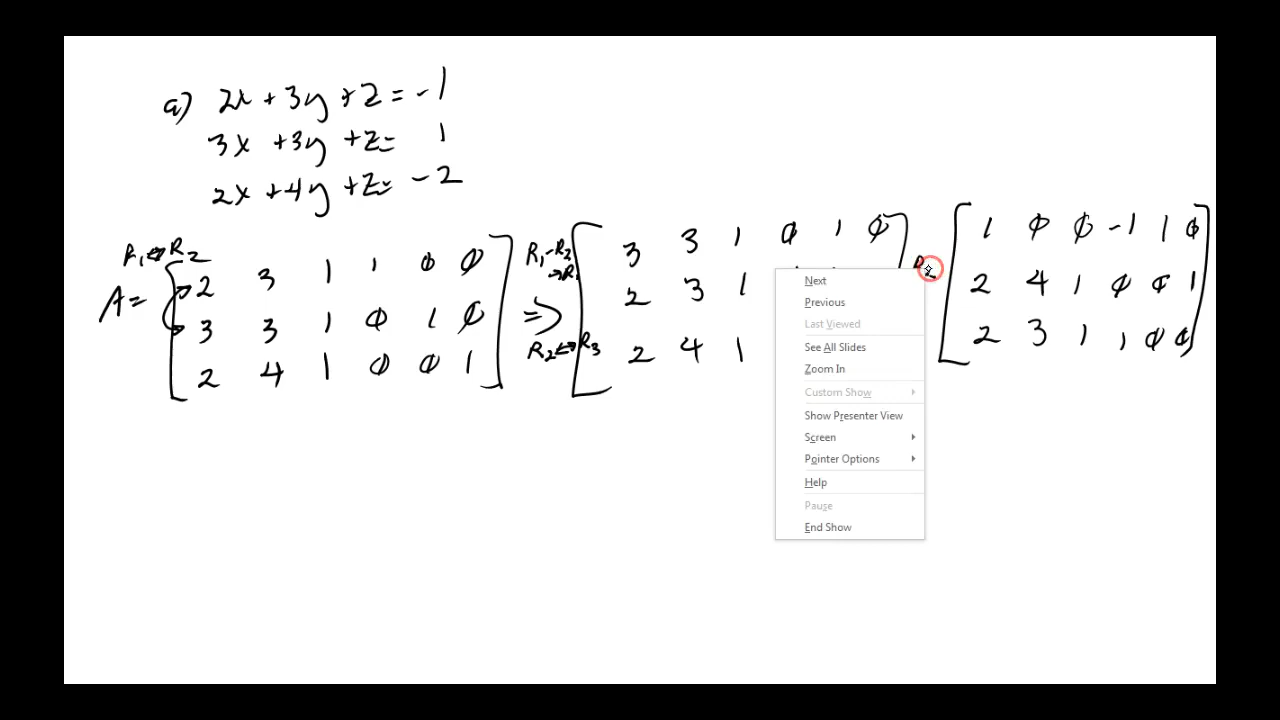 a) 2x + 3y + z = -1
3x + 3y + z = 1
2x + 4y + z = -2
R₁ ↔ R₂
A = [ 2 3 1 1 0 0 ]
3 3 1 0 1 0
2 4 1 0 0 1
R₁ - R₂ → R₁
⇒
R₂ ↔ R₃
[ 3 3 1 0 1 0 ]
2 3 1
2 4 1
[ 1 0 0 -1 1 0 ]
2 4 1 0 0 1
2 3 1 1 0 0
Next
Previous
Last Viewed
See All Slides
Zoom In
Custom Show
Show Presenter View
Screen
Pointer Options
Help
Pause
End Show